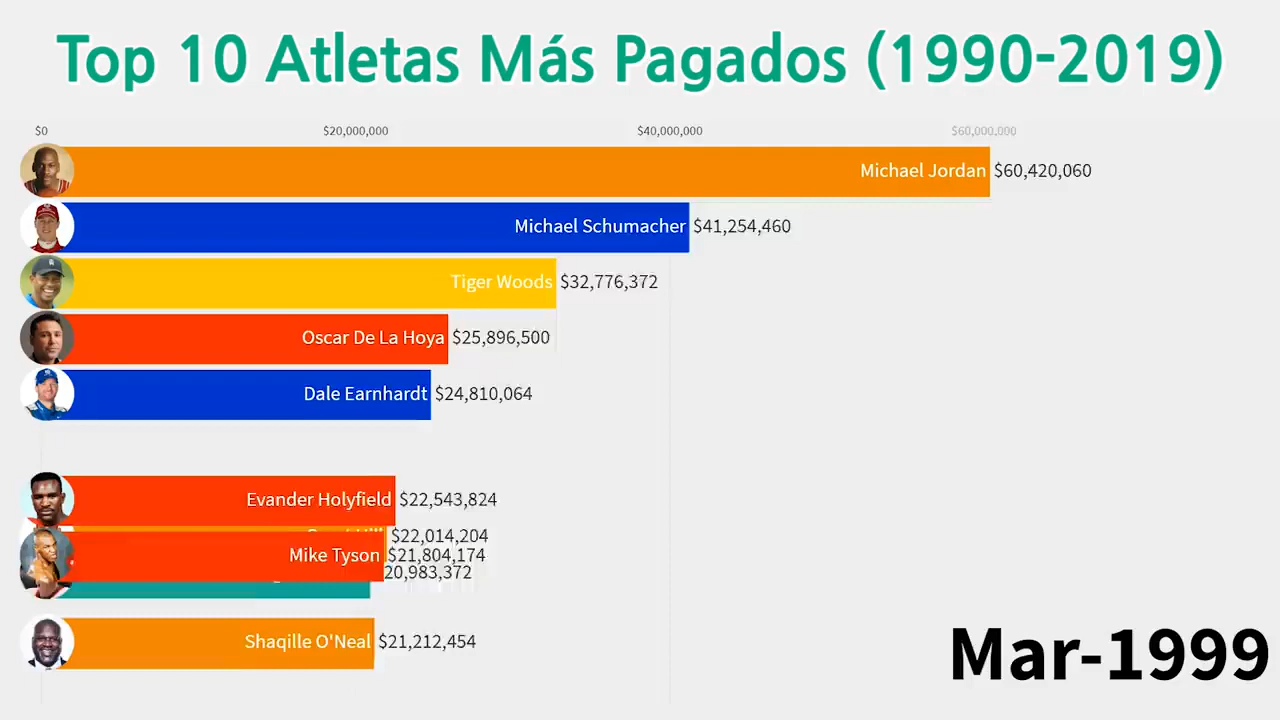 Top 10 Atletas Más Pagados (1990-2019)
$0 $20,000,000 $40,000,000 $60,000,000
Michael Jordan $60,420,060
Michael Schumacher $41,254,460
Tiger Woods $32,776,372
Oscar De La Hoya $25,896,500
Dale Earnhardt $24,810,064
Evander Holyfield $22,543,824
$22,014,204
Mike Tyson $21,804,174
20,983,372
Shaqille O'Neal $21,212,454
Mar-1999